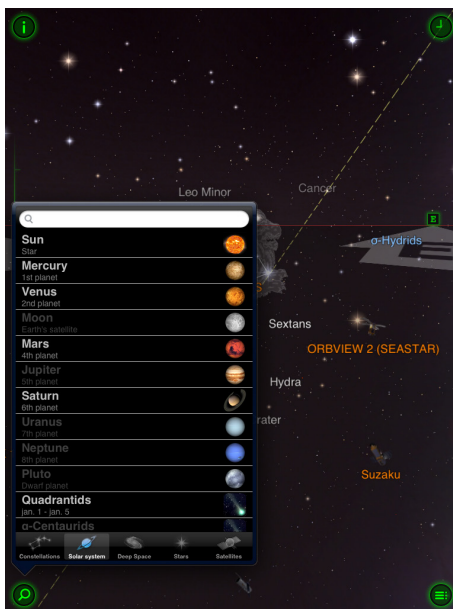 Leo Minor
Cancer
E
α-Hydrids
Sun
Star
Mercury
1st planet
Venus
2nd planet
Moon
Earth's satellite
Mars
4th planet
Jupiter
5th planet
Saturn
6th planet
Uranus
7th planet
Neptune
8th planet
Pluto
Dwarf planet
Quadrantids
jan. 1 - jan. 5
α-Centaurids
Constellations
Solar system
Deep Space
Stars
Satellites
Sextans
ORBVIEW 2 (SEASTAR)
Hydra
rater
Suzaku